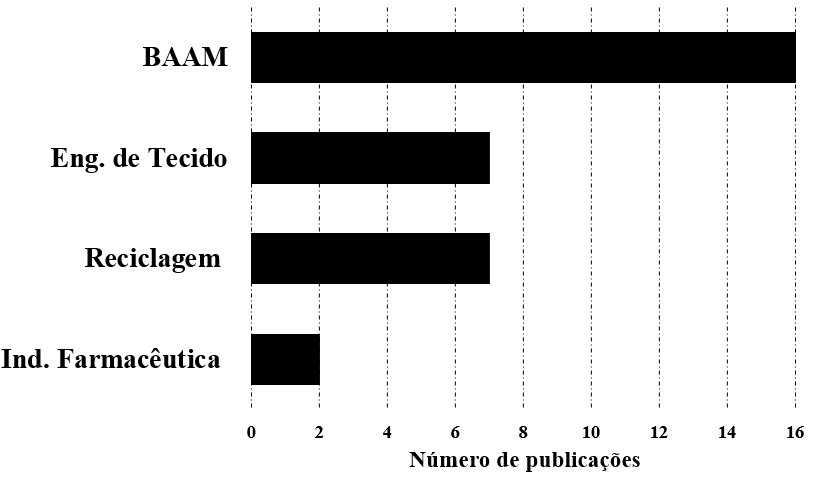 BAAM
Eng. de Tecido
Reciclagem
Ind. Farmacêutica
0 2 4 6 8 10 12 14 16
Número de publicações